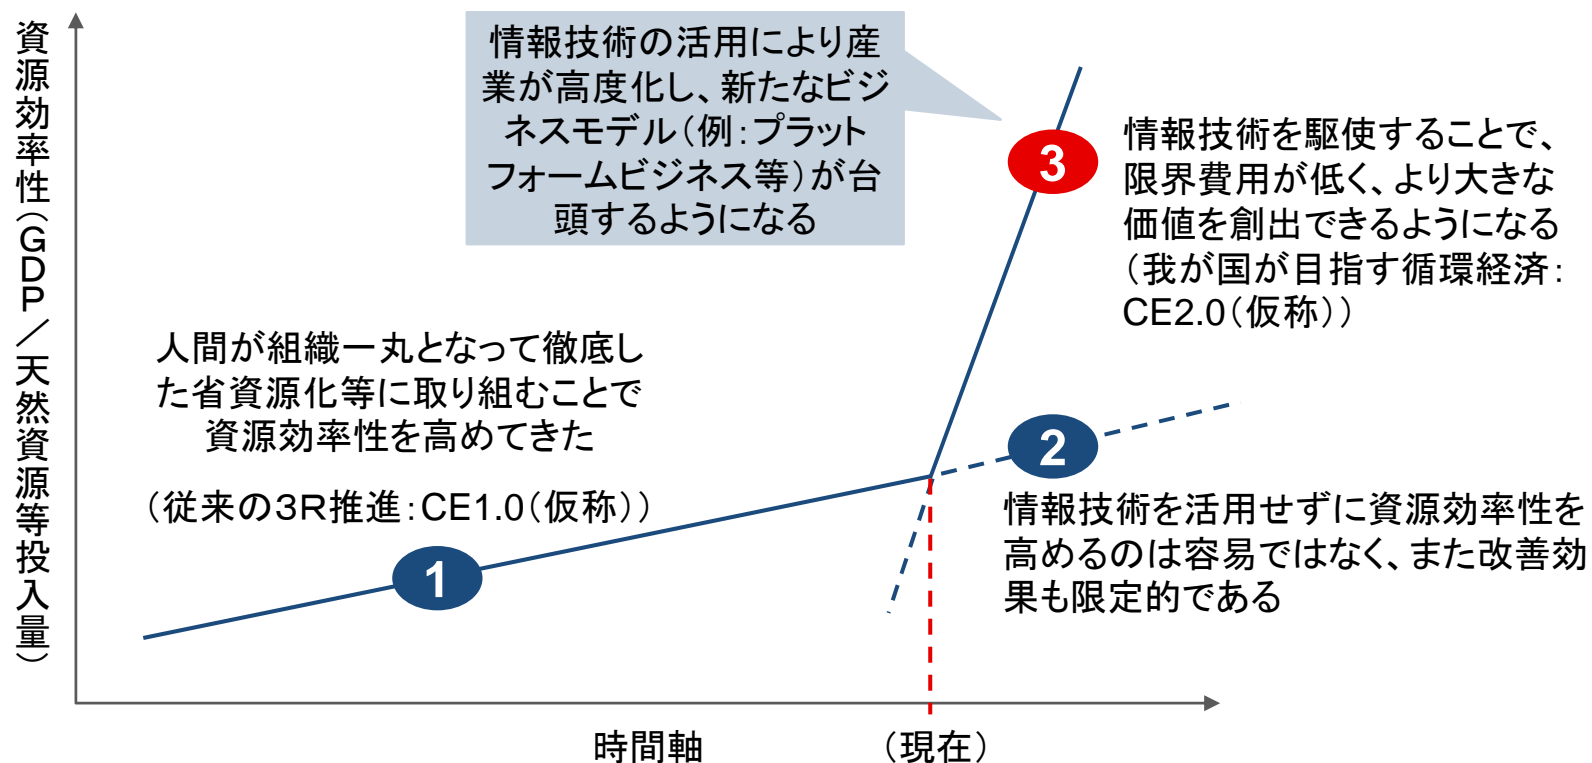 資源効率性（ＧＤＰ／天然資源等投入量）
情報技術の活用により産
業が高度化し、新たなビジ
ネスモデル（例：プラット
フォームビジネス等）が台
頭するようになる
3
情報技術を駆使することで、
限界費用が低く、より大きな
価値を創出できるようになる
（我が国が目指す循環経済：
CE2.0（仮称））
人間が組織一丸となって徹底し
た省資源化等に取り組むことで
資源効率性を高めてきた
（従来の３Ｒ推進：CE1.0（仮称））
2
情報技術を活用せずに資源効率性を
高めるのは容易ではなく、また改善効
果も限定的である
1
時間軸
（現在）